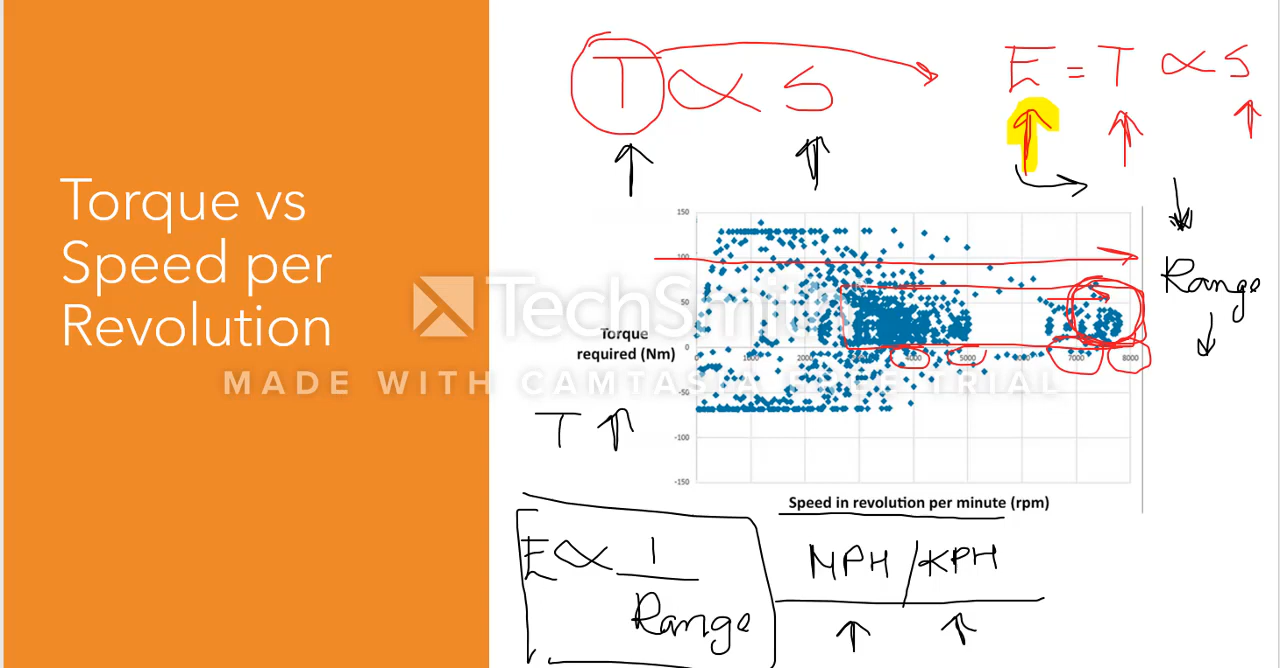 Torque vs
Speed per
Revolution
T ∝ S
E = T ∝ S
Range
150
100
50
0
-50
-100
-150
Torque
required (Nm)
0 1000 2000 4000 5000 7000 8000
Speed in revolution per minute (rpm)
TechSmith
MADE WITH CAMTASIA FREE TRIAL
T
E ∝ 1
Range
MPH/KPH